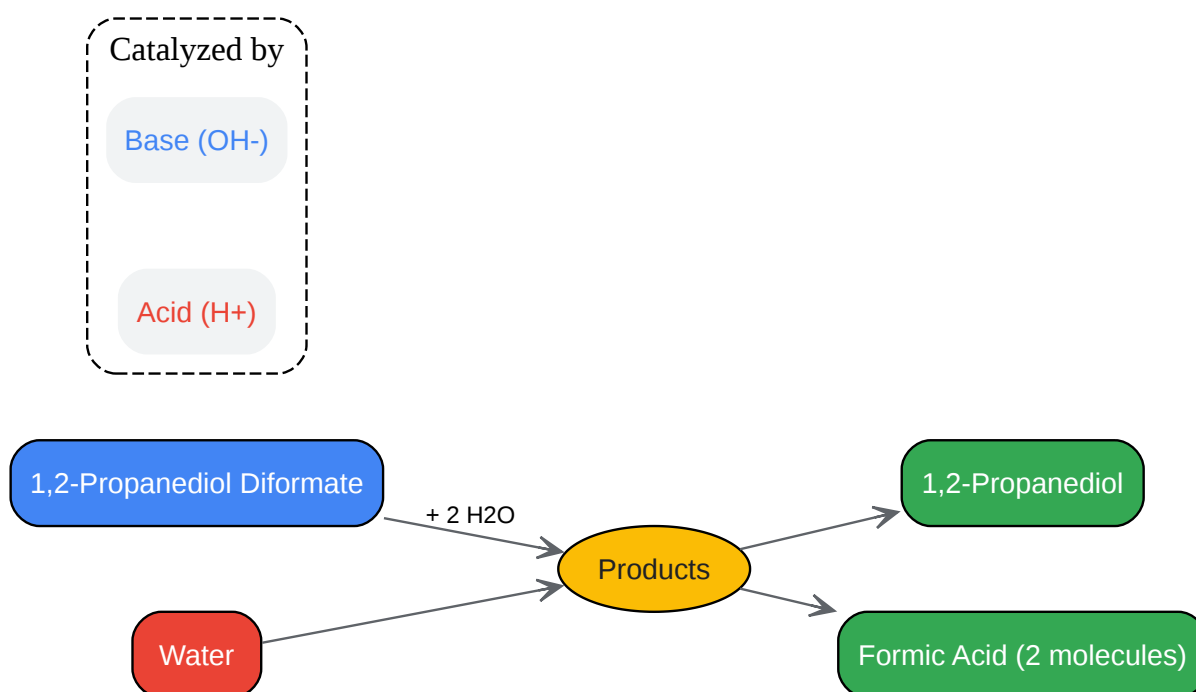 Catalyzed by
Base (OH-)
Acid (H+)
1,2-Propanediol Diformate
+ 2 H2O
1,2-Propanediol
Products
Water
Formic Acid (2 molecules)